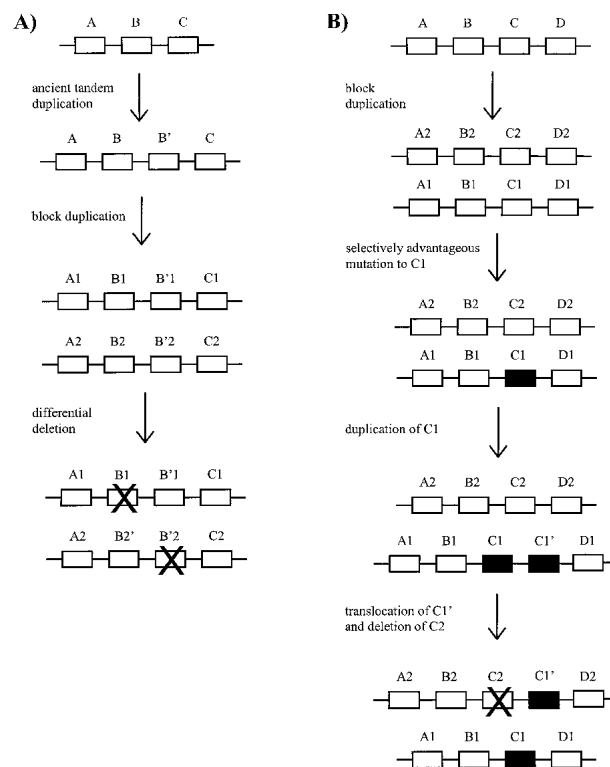 A)
A B C
ancient tandem
duplication
A B B' C
block duplication
A1 B1 B'1 C1
A2 B2 B'2 C2
differential
deletion
A1 B1 B'1 C1
A2 B2' B'2 C2
B)
A B C D
block
duplication
A2 B2 C2 D2
A1 B1 C1 D1
selectively advantageous
mutation to C1
A2 B2 C2 D2
A1 B1 C1 D1
duplication of C1
A2 B2 C2 D2
A1 B1 C1 C1' D1
translocation of C1'
and deletion of C2
A2 B2 C2 C1' D2
A1 B1 C1 D1